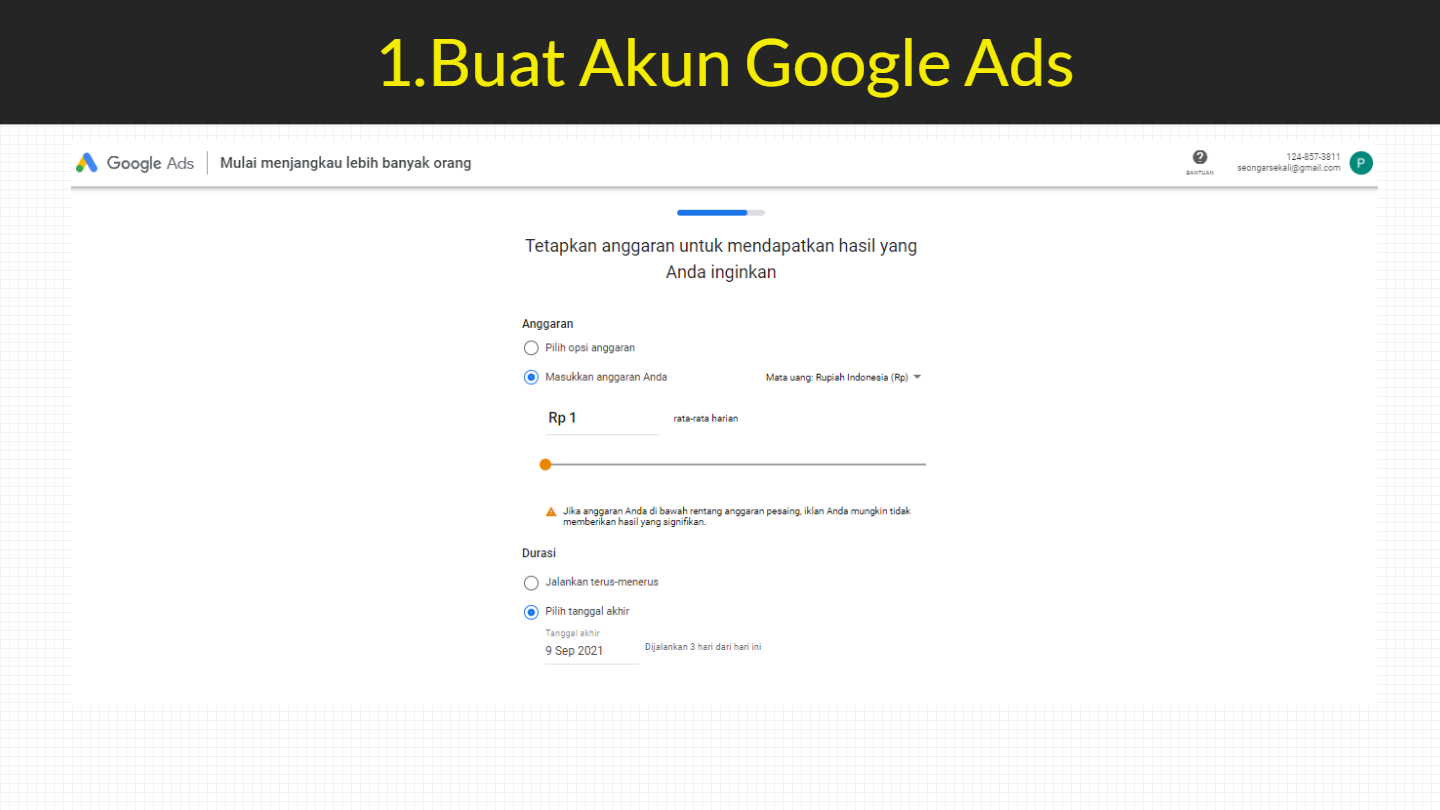 1.Buat Akun Google Ads
Google Ads
Mulai menjangkau lebih banyak orang
BANTUAN
124-857-3811
seongarsekali@gmail.com
P
Tetapkan anggaran untuk mendapatkan hasil yang
Anda inginkan
Anggaran
Pilih opsi anggaran
Masukkan anggaran Anda
Mata uang: Rupiah Indonesia (Rp)
Rp 1
rata-rata harian
Jika anggaran Anda di bawah rentang anggaran pesaing, iklan Anda mungkin tidak
memberikan hasil yang signifikan.
Durasi
Jalankan terus-menerus
Pilih tanggal akhir
Tanggal akhir
9 Sep 2021
Dijalankan 3 hari dari hari ini